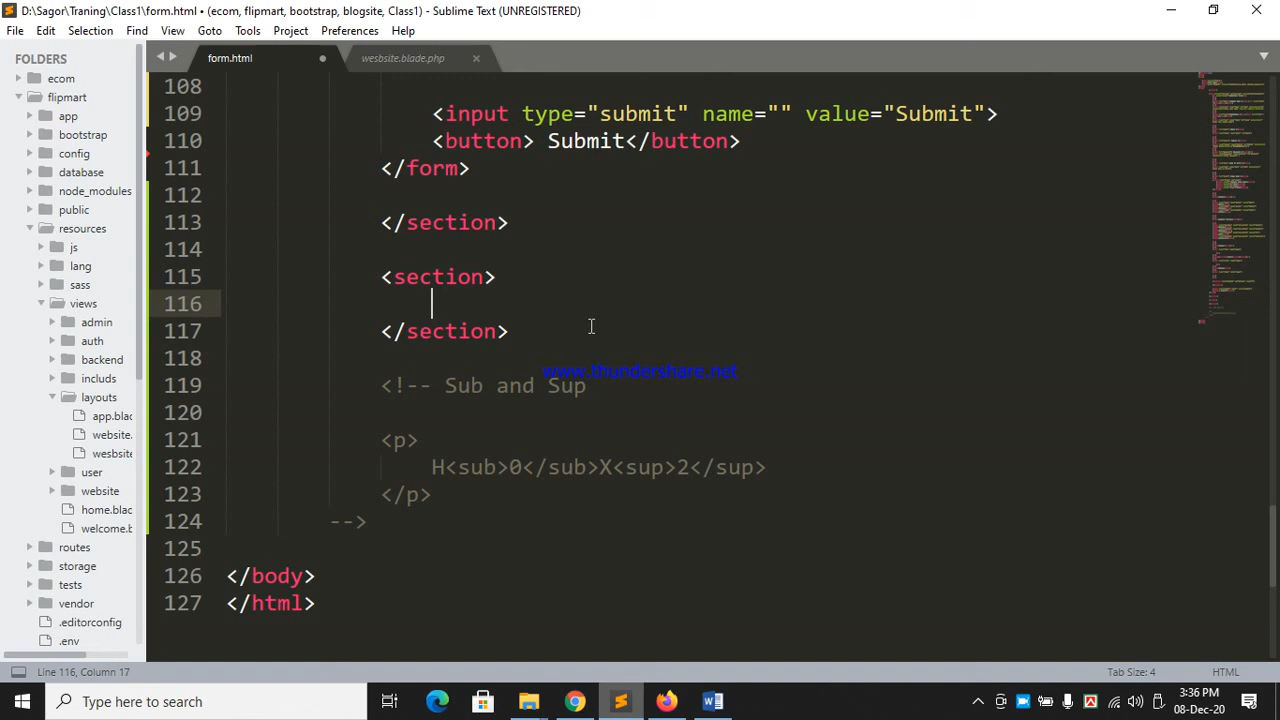 D:\Sagor\Traning\Class1\form.html • (ecom, flipmart, bootstrap, blogsite, Class1) - Sublime Text (UNREGISTERED)
File Edit Selection Find View Goto Tools Project Preferences Help
FOLDERS
ecom
flipmart
app
bootstrap
config
database
node_modules
public
resources
js
lang
sass
views
admin
auth
backend
includs
layouts
app.blac
website.
wesbsite
user
website
home.blac
welcome.b
routes
storage
tests
vendor
.editorconfig
.env
form.html
wesbsite.blade.php
108
109 <input type="submit" name="" value="Submit">
110 <button> Submit</button>
111 </form>
112
113 </section>
114
115 <section>
116
117 </section>
118
www.thundershare.net
119 <!-- Sub and Sup
120
121 <p>
122 H<sub>0</sub>X<sup>2</sup>
123 </p>
124 -->
125
126 </body>
127 </html>
Line 116, Column 17
Tab Size: 4
HTML
Type here to search
3:36 PM
08-Dec-20